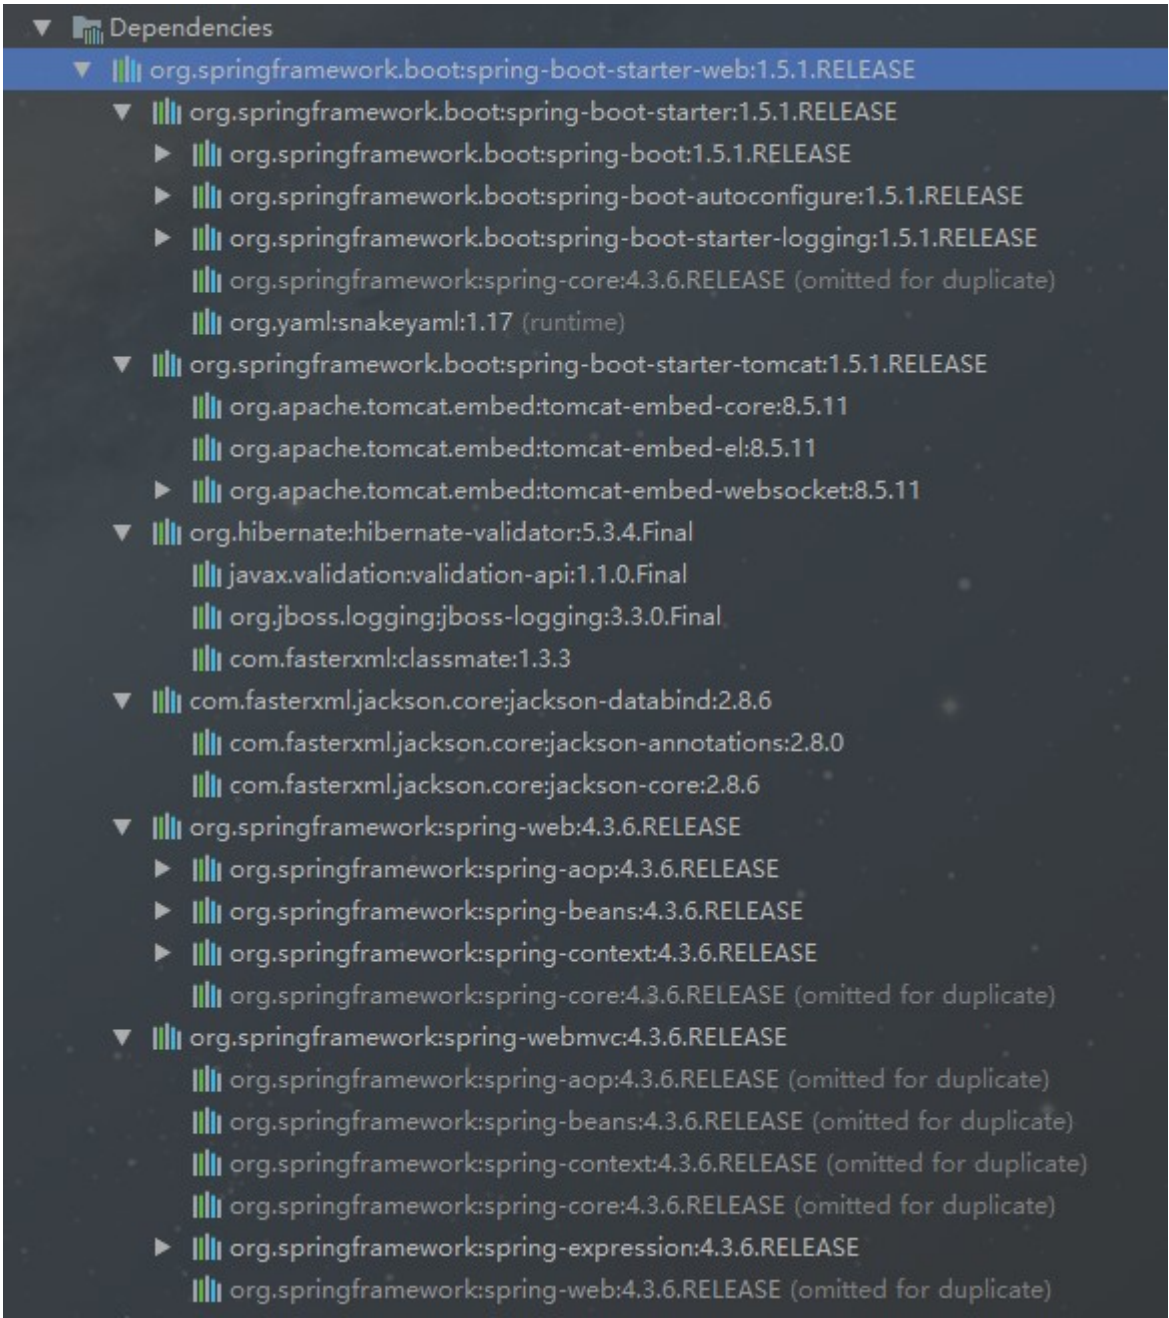 Dependencies
org.springframework.boot:spring-boot-starter-web:1.5.1.RELEASE
org.springframework.boot:spring-boot-starter:1.5.1.RELEASE
org.springframework.boot:spring-boot:1.5.1.RELEASE
org.springframework.boot:spring-boot-autoconfigure:1.5.1.RELEASE
org.springframework.boot:spring-boot-starter-logging:1.5.1.RELEASE
org.springframework:spring-core:4.3.6.RELEASE (omitted for duplicate)
org.yaml:snakeyaml:1.17 (runtime)
org.springframework.boot:spring-boot-starter-tomcat:1.5.1.RELEASE
org.apache.tomcat.embed:tomcat-embed-core:8.5.11
org.apache.tomcat.embed:tomcat-embed-el:8.5.11
org.apache.tomcat.embed:tomcat-embed-websocket:8.5.11
org.hibernate:hibernate-validator:5.3.4.Final
javax.validation:validation-api:1.1.0.Final
org.jboss.logging:jboss-logging:3.3.0.Final
com.fasterxml:classmate:1.3.3
com.fasterxml.jackson.core:jackson-databind:2.8.6
com.fasterxml.jackson.core:jackson-annotations:2.8.0
com.fasterxml.jackson.core:jackson-core:2.8.6
org.springframework:spring-web:4.3.6.RELEASE
org.springframework:spring-aop:4.3.6.RELEASE
org.springframework:spring-beans:4.3.6.RELEASE
org.springframework:spring-context:4.3.6.RELEASE
org.springframework:spring-core:4.3.6.RELEASE (omitted for duplicate)
org.springframework:spring-webmvc:4.3.6.RELEASE
org.springframework:spring-aop:4.3.6.RELEASE (omitted for duplicate)
org.springframework:spring-beans:4.3.6.RELEASE (omitted for duplicate)
org.springframework:spring-context:4.3.6.RELEASE (omitted for duplicate)
org.springframework:spring-core:4.3.6.RELEASE (omitted for duplicate)
org.springframework:spring-expression:4.3.6.RELEASE
org.springframework:spring-web:4.3.6.RELEASE (omitted for duplicate)